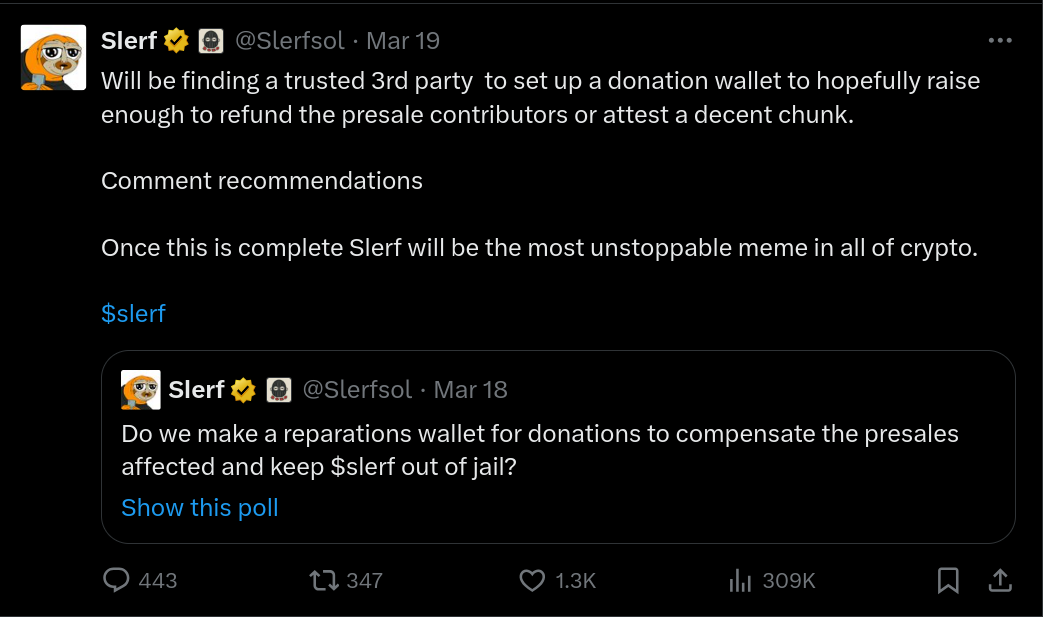 Slerf @Slerfsol · Mar 19
Will be finding a trusted 3rd party  to set up a donation wallet to hopefully raise
enough to refund the presale contributors or attest a decent chunk.
Comment recommendations
Once this is complete Slerf will be the most unstoppable meme in all of crypto.
$slerf
Slerf @Slerfsol · Mar 18
Do we make a reparations wallet for donations to compensate the presales
affected and keep $slerf out of jail?
Show this poll
443 347 1.3K 309K